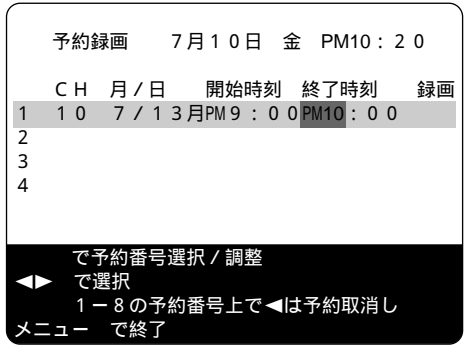 予約録画 7月10日 金 PM10:20
CH 月/日 開始時刻 終了時刻 録画
1 10 7/13月PM9:00PM10:00
2
3
4
で予約番号選択/調整
◀▶ で選択
1－8の予約番号上で◀は予約取消し
メニュー で終了